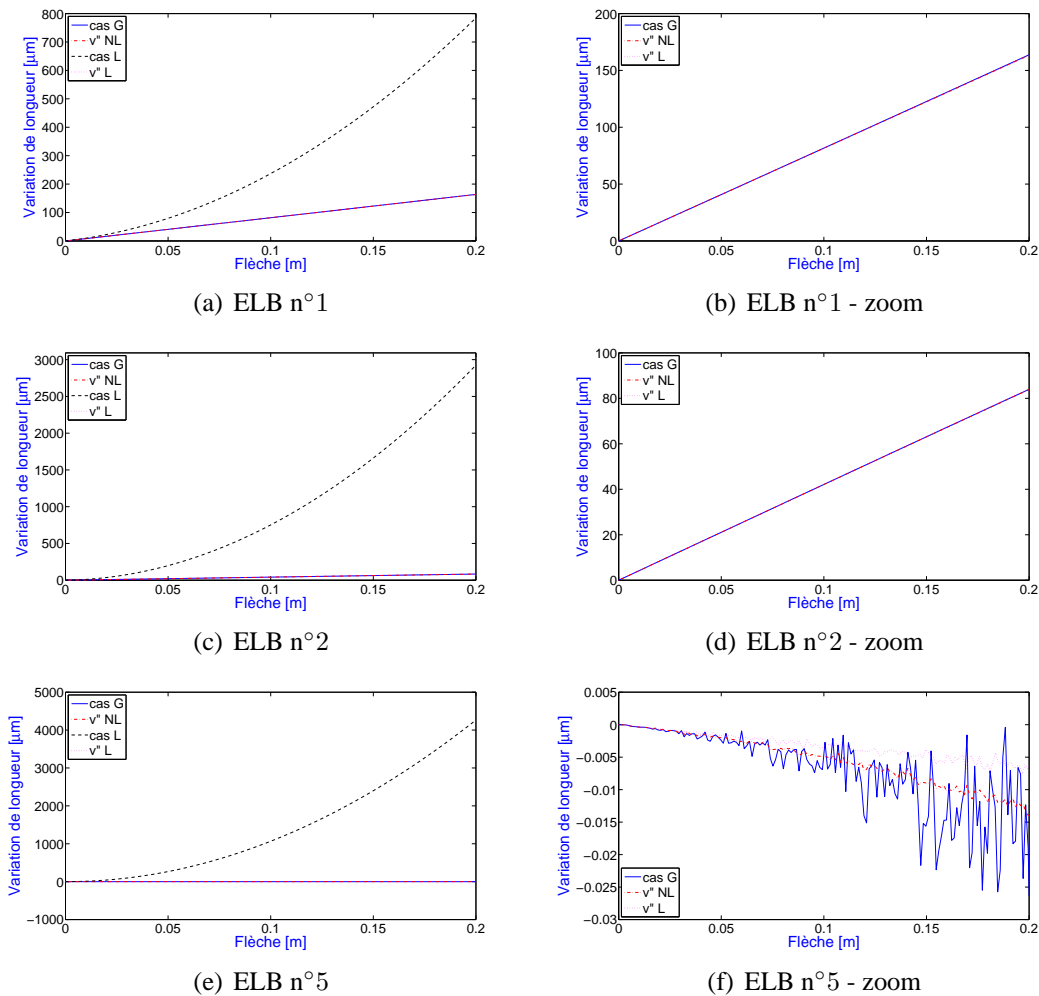 800
700
600
500
400
300
200
100
0
0 0.05 0.1 0.15 0.2
Variation de longueur [µm]
Flèche [m]
cas G
v" NL
cas L
v" L
(a) ELB n°1
200
150
100
50
0
0 0.05 0.1 0.15 0.2
Variation de longueur [µm]
Flèche [m]
cas G
v" NL
v" L
(b) ELB n°1 - zoom
3000
2500
2000
1500
1000
500
0
0 0.05 0.1 0.15 0.2
Variation de longueur [µm]
Flèche [m]
cas G
v" NL
cas L
v" L
(c) ELB n°2
100
80
60
40
20
0
0 0.05 0.1 0.15 0.2
Variation de longueur [µm]
Flèche [m]
cas G
v" NL
v" L
(d) ELB n°2 - zoom
5000
4000
3000
2000
1000
0
−1000
0 0.05 0.1 0.15 0.2
Variation de longueur [µm]
Flèche [m]
cas G
v" NL
cas L
v" L
(e) ELB n°5
0.005
0
−0.005
−0.01
−0.015
−0.02
−0.025
−0.03
0 0.05 0.1 0.15 0.2
Variation de longueur [µm]
Flèche [m]
cas G
v" NL
v" L
(f) ELB n°5 - zoom